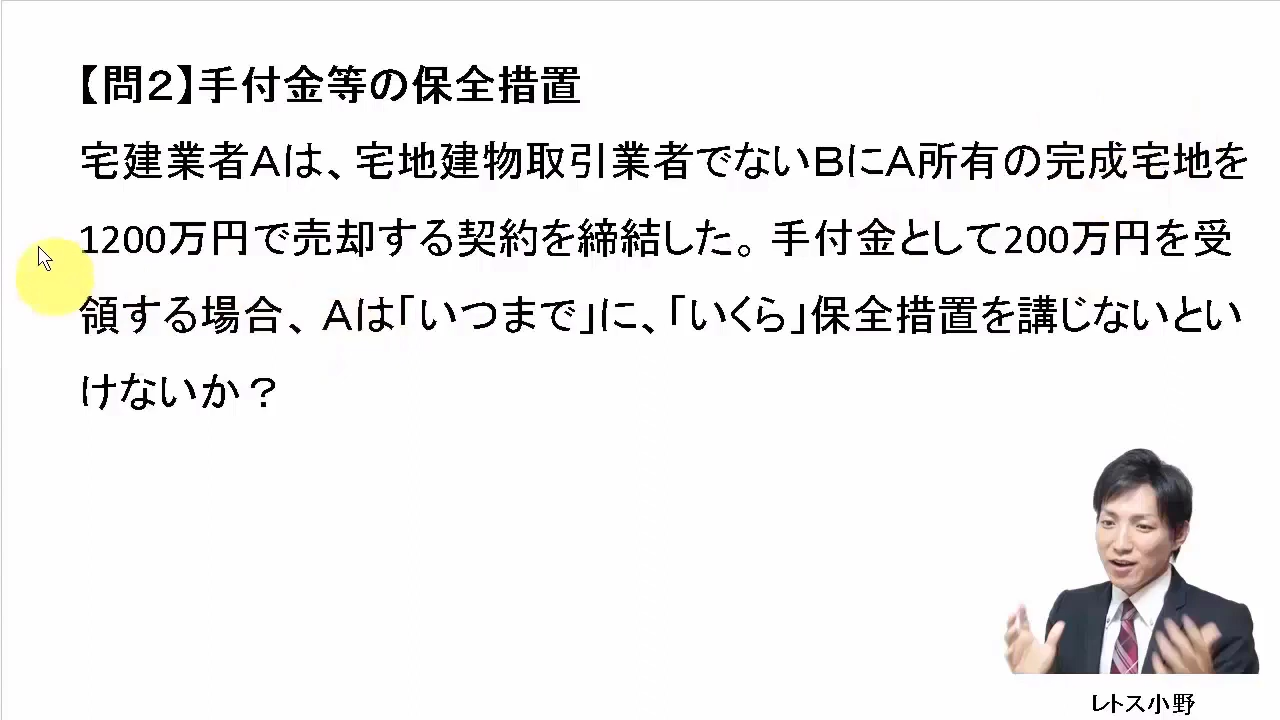 【問２】手付金等の保全措置
宅建業者Ａは、宅地建物取引業者でないＢにＡ所有の完成宅地を
1200万円で売却する契約を締結した。手付金として200万円を受
領する場合、Ａは「いつまで」に、「いくら」保全措置を講じないとい
けないか？
レトス小野